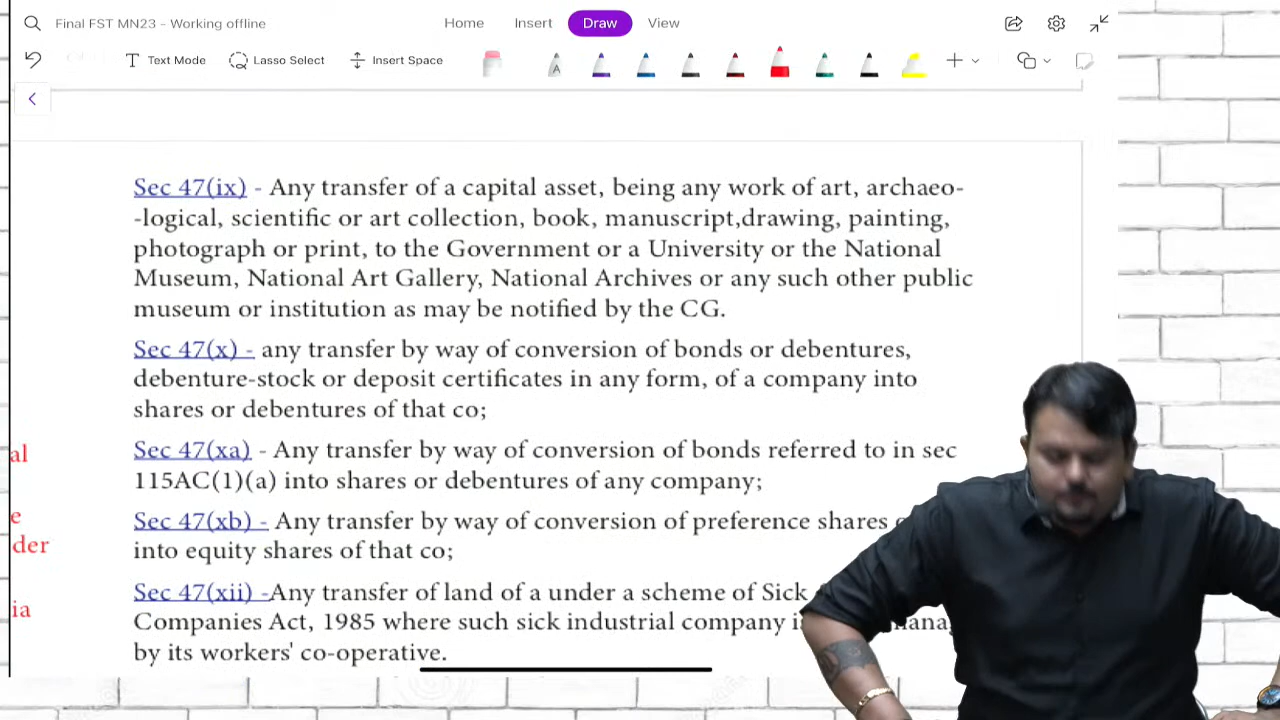 Final FST MN23 - Working offline
Home Insert Draw View
Text Mode Lasso Select Insert Space
A
Sec 47(ix) - Any transfer of a capital asset, being any work of art, archaeo-
-logical, scientific or art collection, book, manuscript,drawing, painting,
photograph or print, to the Government or a University or the National
Museum, National Art Gallery, National Archives or any such other public
museum or institution as may be notified by the CG.
Sec 47(x) - any transfer by way of conversion of bonds or debentures,
debenture-stock or deposit certificates in any form, of a company into
shares or debentures of that co;
al
Sec 47(xa) - Any transfer by way of conversion of bonds referred to in sec
115AC(1)(a) into shares or debentures of any company;
e
Sec 47(xb) - Any transfer by way of conversion of preference shares
der
into equity shares of that co;
Sec 47(xii) -Any transfer of land of a under a scheme of Sick
ia
Companies Act, 1985 where such sick industrial company
by its workers' co-operative.